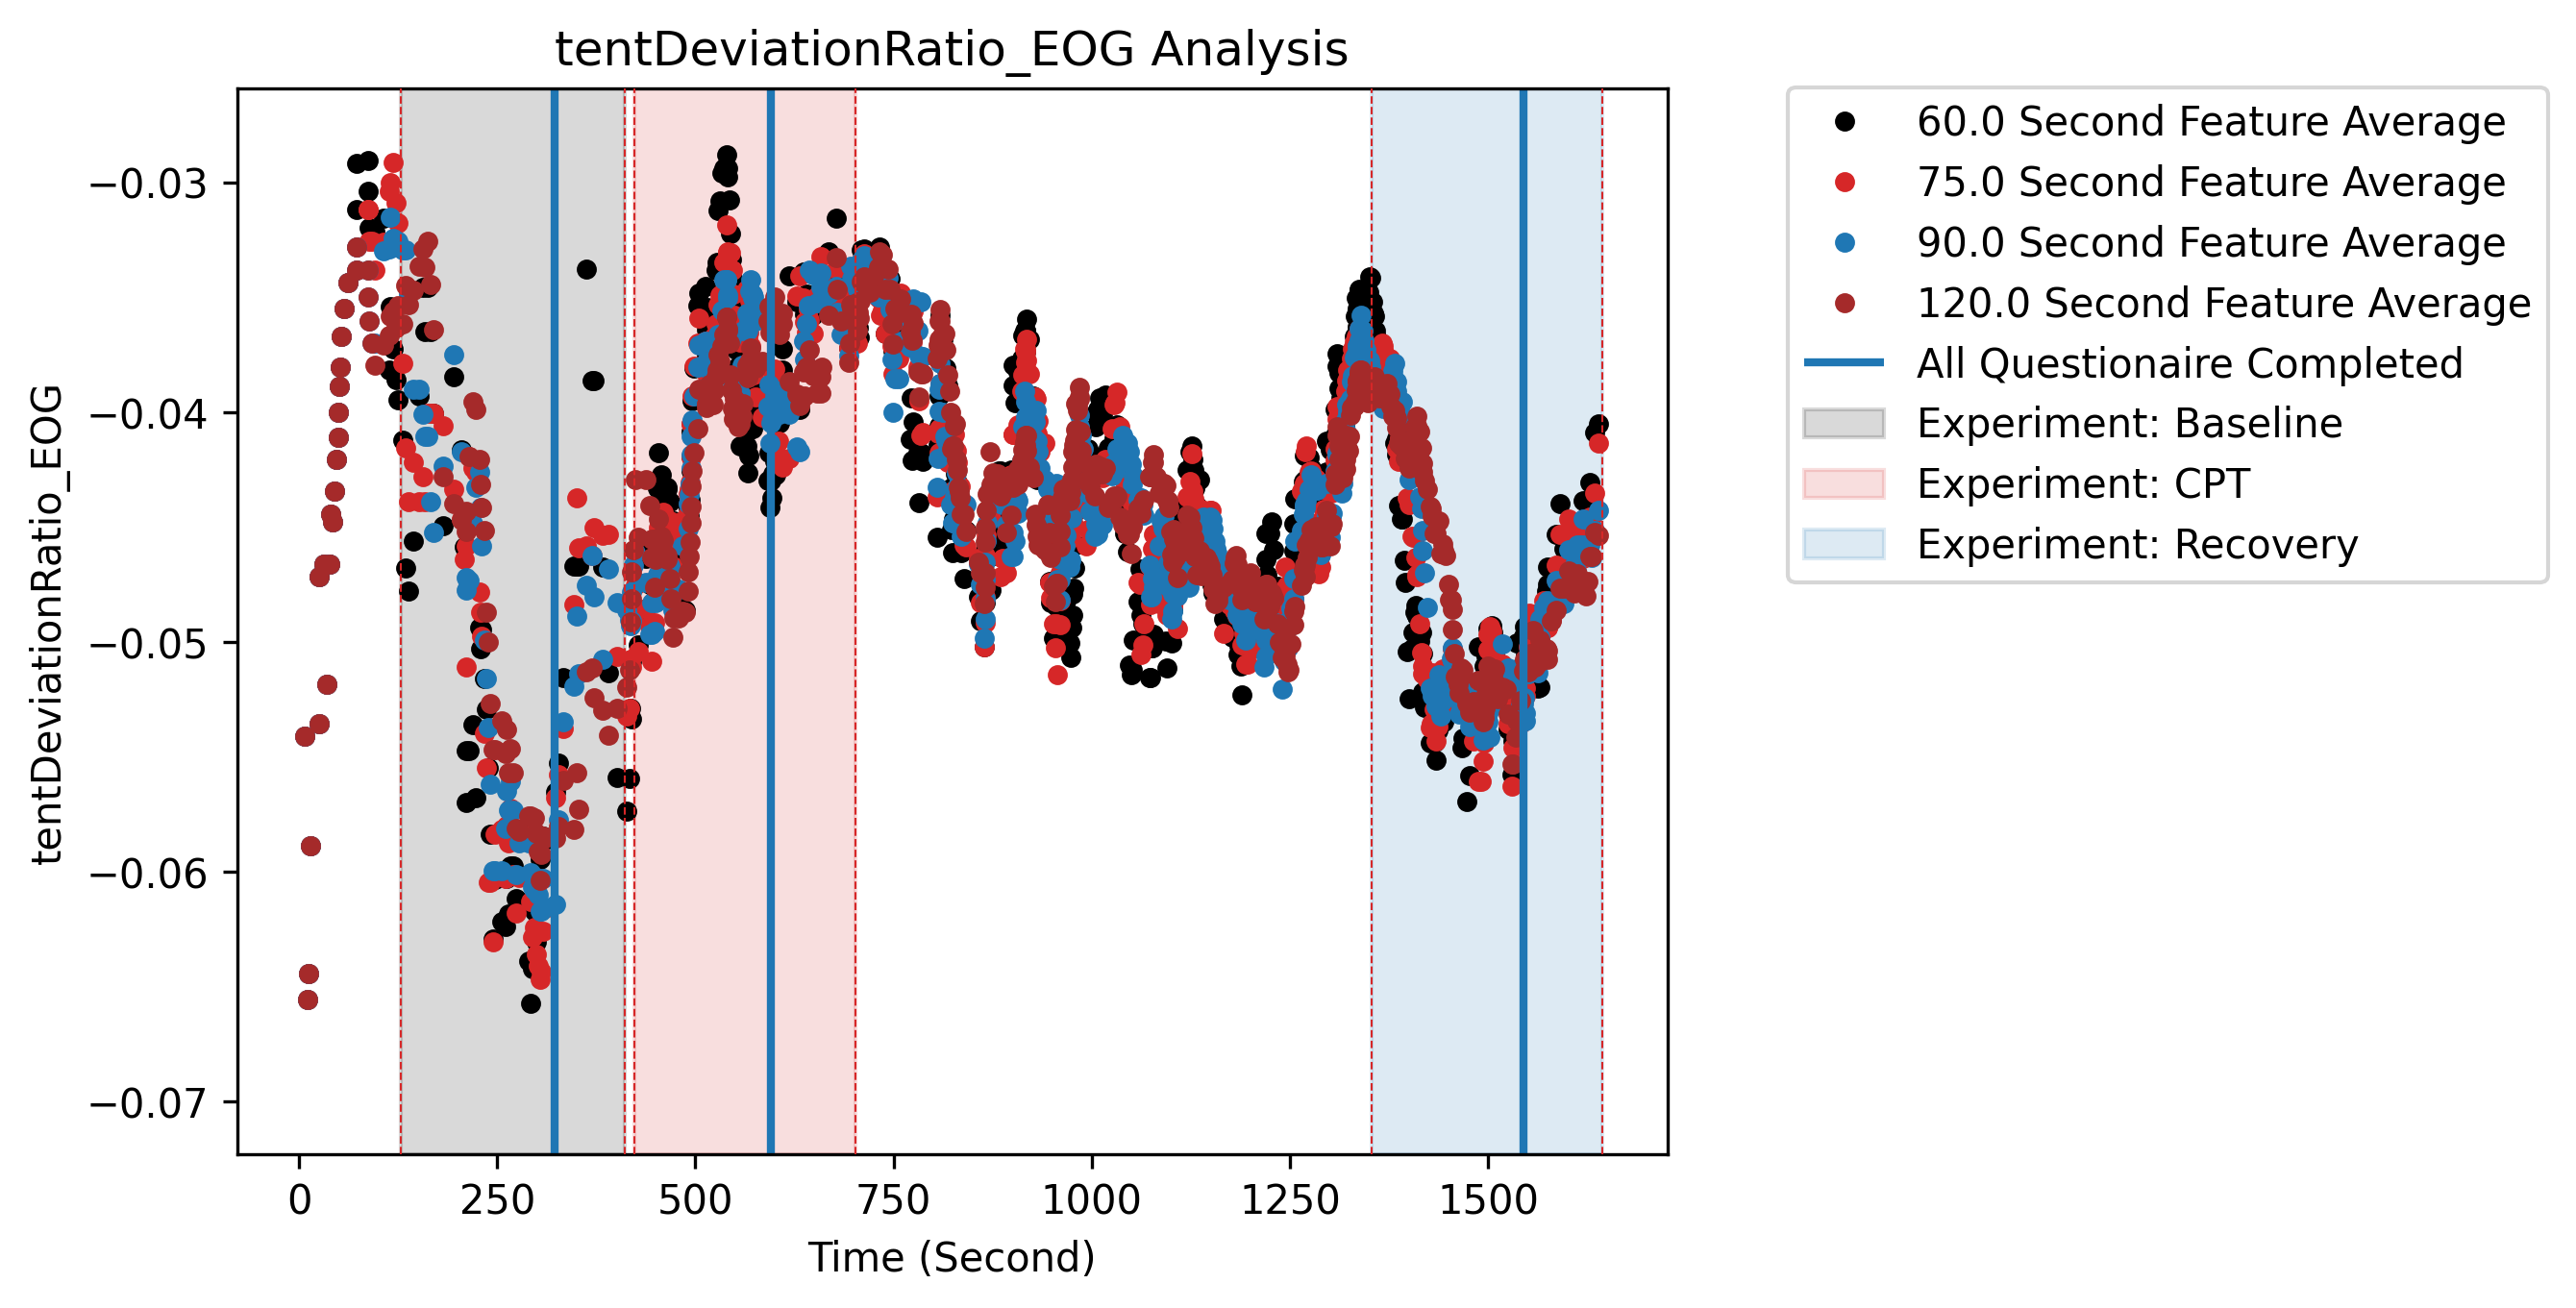 tentDeviationRatio_EOG Analysis
tentDeviationRatio_EOG
−0.03
−0.04
−0.05
−0.06
−0.07
0
250
500
750
1000
1250
1500
Time (Second)
60.0 Second Feature Average
75.0 Second Feature Average
90.0 Second Feature Average
120.0 Second Feature Average
All Questionaire Completed
Experiment: Baseline
Experiment: CPT
Experiment: Recovery